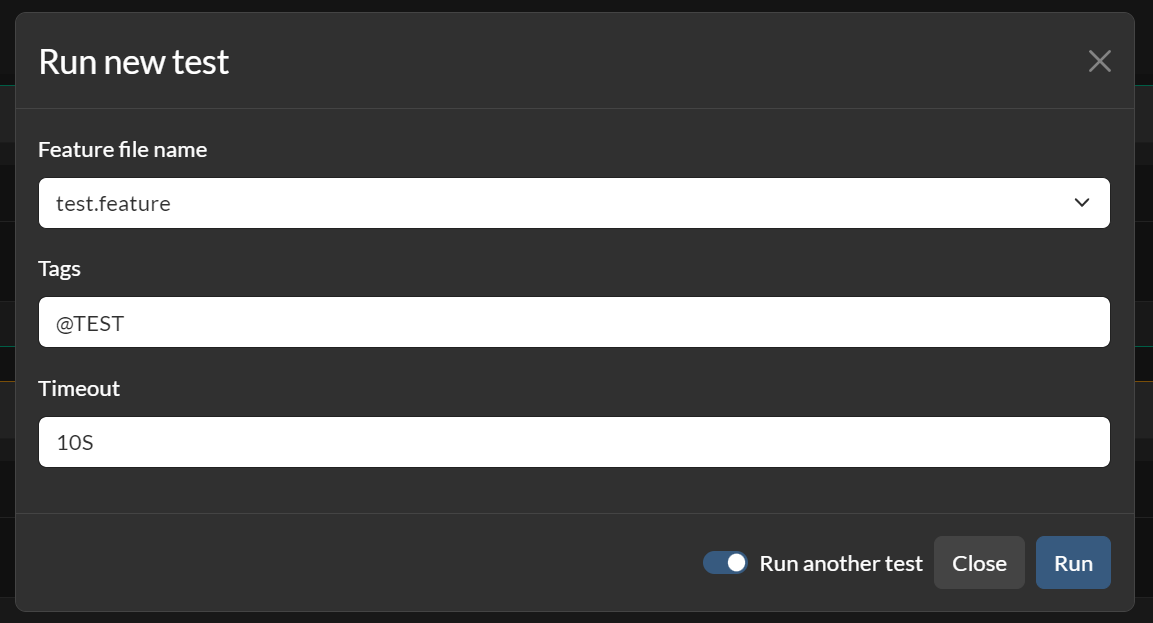 Run new test
Feature file name
test.feature
Tags
@TEST
Timeout
10S
Run another test
Close
Run